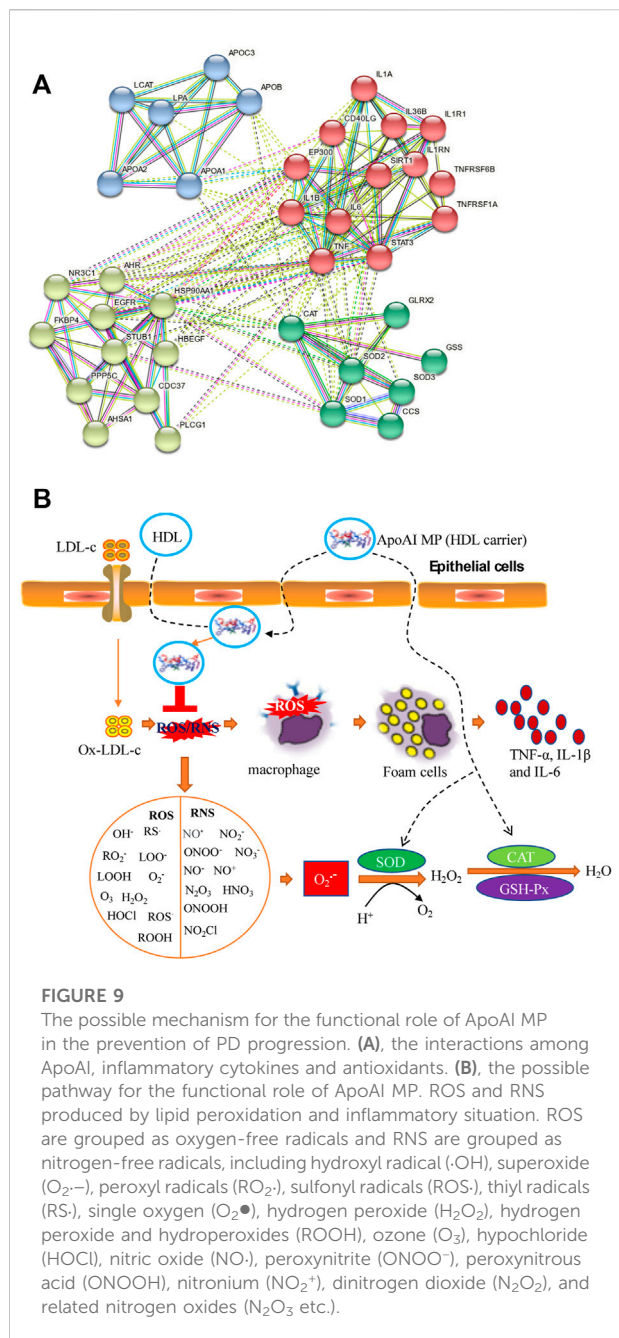 A
APOC3
LCAT
LPA
APOB
APOA2
APOA1
IL1A
CD40LG
IL36B
IL1R1
EP300
SIRT1
IL1RN
TNFRSF6B
IL1B
IL6
TNFRSF1A
TNF
STAT3
NR3C1
AHR
HSP90AA1
EGFR
FKBP4
STUB1
HBEGF
PPP5C
CDC37
AHSA1
PLCG1
CAT
GLRX2
GSS
SOD2
SOD3
SOD1
CCS
B
LDL-c
HDL
ApoAI MP (HDL carrier)
Epithelial cells
Ox-LDL-c
ROS/RNS
ROS
macrophage
Foam cells
TNF-α, IL-1β
and IL-6
ROS RNS
OH⁻ RS·
RO₂⁻ LOO⁻
LOOH O₂⁻
O₃ H₂O₂
HOCl ROS·
ROOH
NO• NO₂⁻
ONOO⁻ NO₃⁻
NO⁻ NO⁺
N₂O₃ HNO₃
ONOOH
NO₂Cl
O₂·⁻
SOD
H⁺
O₂
H₂O₂
CAT
GSH-Px
H₂O
FIGURE 9
The possible mechanism for the functional role of ApoAI MP
in the prevention of PD progression. (A), the interactions among
ApoAI, inflammatory cytokines and antioxidants. (B), the possible
pathway for the functional role of ApoAI MP. ROS and RNS
produced by lipid peroxidation and inflammatory situation. ROS
are grouped as oxygen-free radicals and RNS are grouped as
nitrogen-free radicals, including hydroxyl radical (·OH), superoxide
(O₂·−), peroxyl radicals (RO₂·), sulfonyl radicals (ROS·), thiyl radicals
(RS·), single oxygen (O₂●), hydrogen peroxide (H₂O₂), hydrogen
peroxide and hydroperoxides (ROOH), ozone (O₃), hypochloride
(HOCl), nitric oxide (NO·), peroxynitrite (ONOO⁻), peroxynitrous
acid (ONOOH), nitronium (NO₂⁺), dinitrogen dioxide (N₂O₂), and
related nitrogen oxides (N₂O₃ etc.).